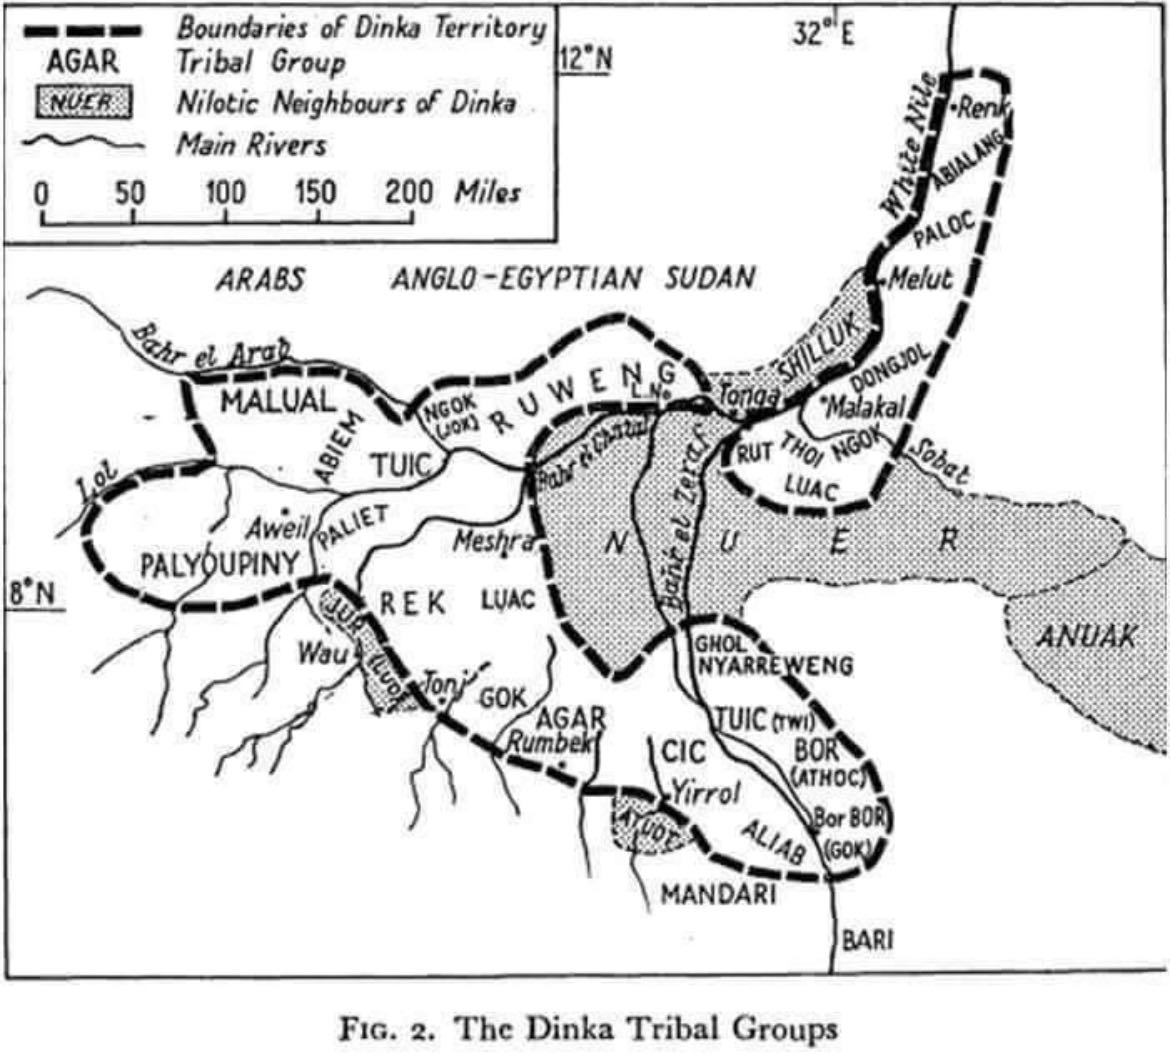 Boundaries of Dinka Territory
AGAR Tribal Group
NUER Nilotic Neighbours of Dinka
Main Rivers
0 50 100 150 200 Miles
12°N
32°E
White Nile
Renk
ABIALANG
PALOC
Melut
ARABS
ANGLO-EGYPTIAN SUDAN
Bahr el Arab
SHILLUK
DONGJOL
MALUAL
NGOK
(JOK)
RUWENG
L.No
Tonga
Malakal
ABIEM
TUIC
Bahr el Ghazal
Bahr el Zeraf
RUT
THOI
NGOK
LUAC
Sobat
Lol
Aweil
PALIET
Meshra
NUER
PALYOUPINY
8°N
JUR
(LUO)
REK
LUAC
ANUAK
Wau
Tonj
GOK
GHOL
NYARREWENG
AGAR
Rumbek
TUIC (TWI)
CIC
BOR
(ATHOC)
Yirrol
ATUOT
ALIAB
Bor BOR
(GOK)
MANDARI
BARI
FIG. 2. The Dinka Tribal Groups